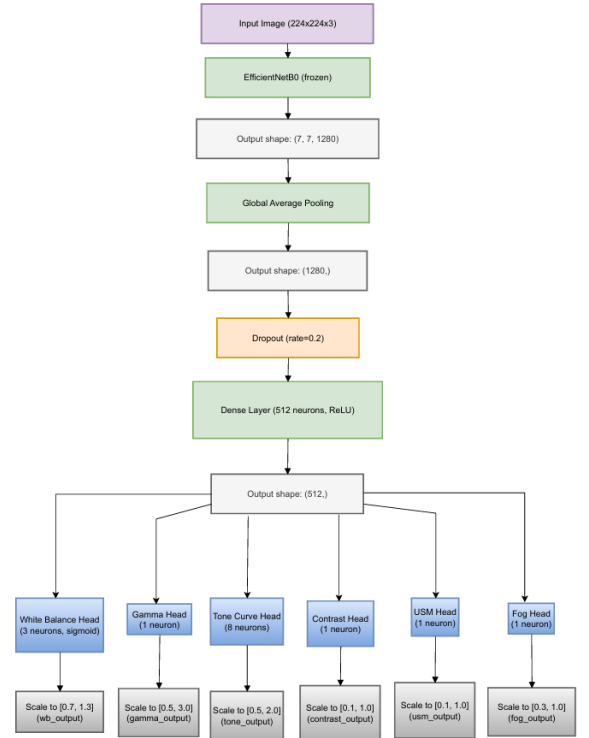 Input Image (224x224x3)
EfficientNetB0 (frozen)
Output shape: (7, 7, 1280)
Global Average Pooling
Output shape: (1280,)
Dropout (rate=0.2)
Dense Layer (512 neurons, ReLU)
Output shape: (512,)
White Balance Head
(3 neurons, sigmoid)
Gamma Head
(1 neuron)
Tone Curve Head
(8 neurons)
Contrast Head
(1 neuron)
USM Head
(1 neuron)
Fog Head
(1 neuron)
Scale to [0.7, 1.3]
(wb_output)
Scale to [0.5, 3.0]
(gamma_output)
Scale to [0.5, 2.0]
(tone_output)
Scale to [0.1, 1.0]
(contrast_output)
Scale to [0.1, 1.0]
(usm_output)
Scale to [0.3, 1.0]
(fog_output)